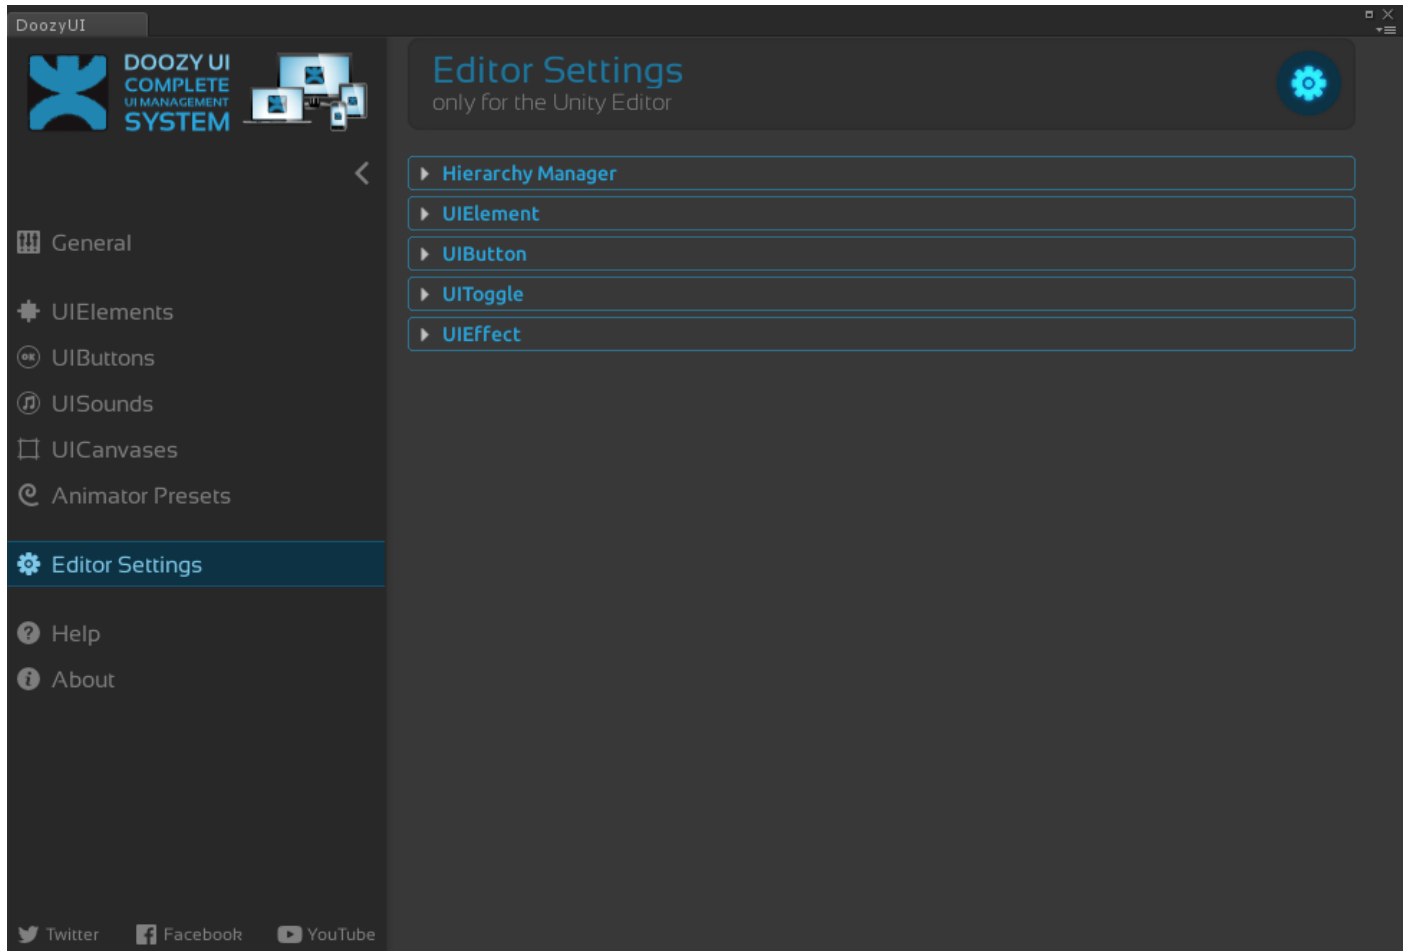 DoozyUI
DOOZY UI
COMPLETE
UI MANAGEMENT
SYSTEM
General
UIElements
OK
UIButtons
UISounds
UICanvases
Animator Presets
Editor Settings
Help
About
Twitter
Facebook
YouTube
Editor Settings
only for the Unity Editor
Hierarchy Manager
UIElement
UIButton
UIToggle
UIEffect